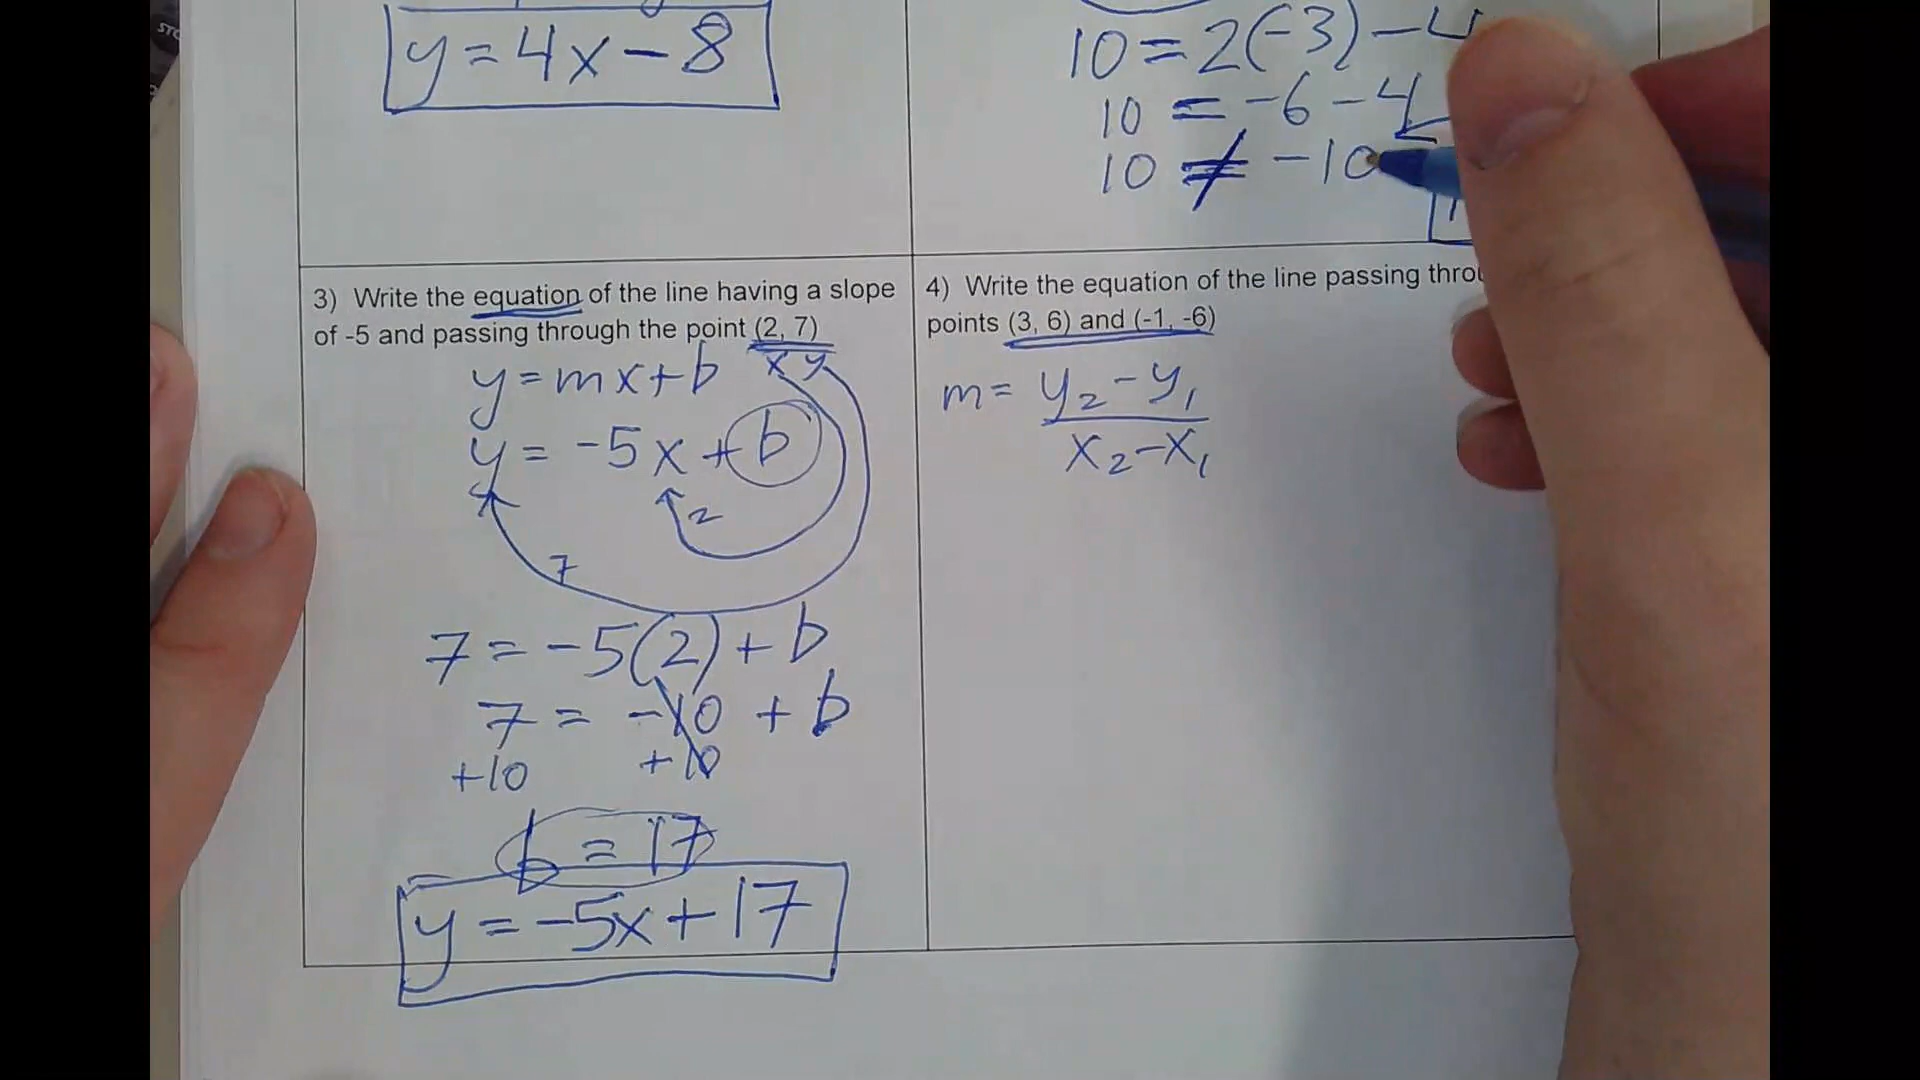 y = 4x - 8
10 = 2(-3) - 4
10 = -6 - 4
10 ≠ -10
3) Write the equation of the line having a slope
of -5 and passing through the point (2, 7)
x y
y = mx + b
y = -5x + b
2
7
7 = -5(2) + b
7 = -10 + b
+10 +10
b = 17
y = -5x + 17
4) Write the equation of the line passing
points (3, 6) and (-1, -6)
m = y₂ - y₁
x₂ - x₁